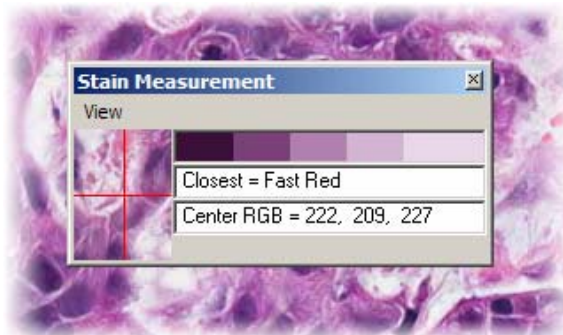 Stain Measurement
View
Closest = Fast Red
Center RGB = 222, 209, 227